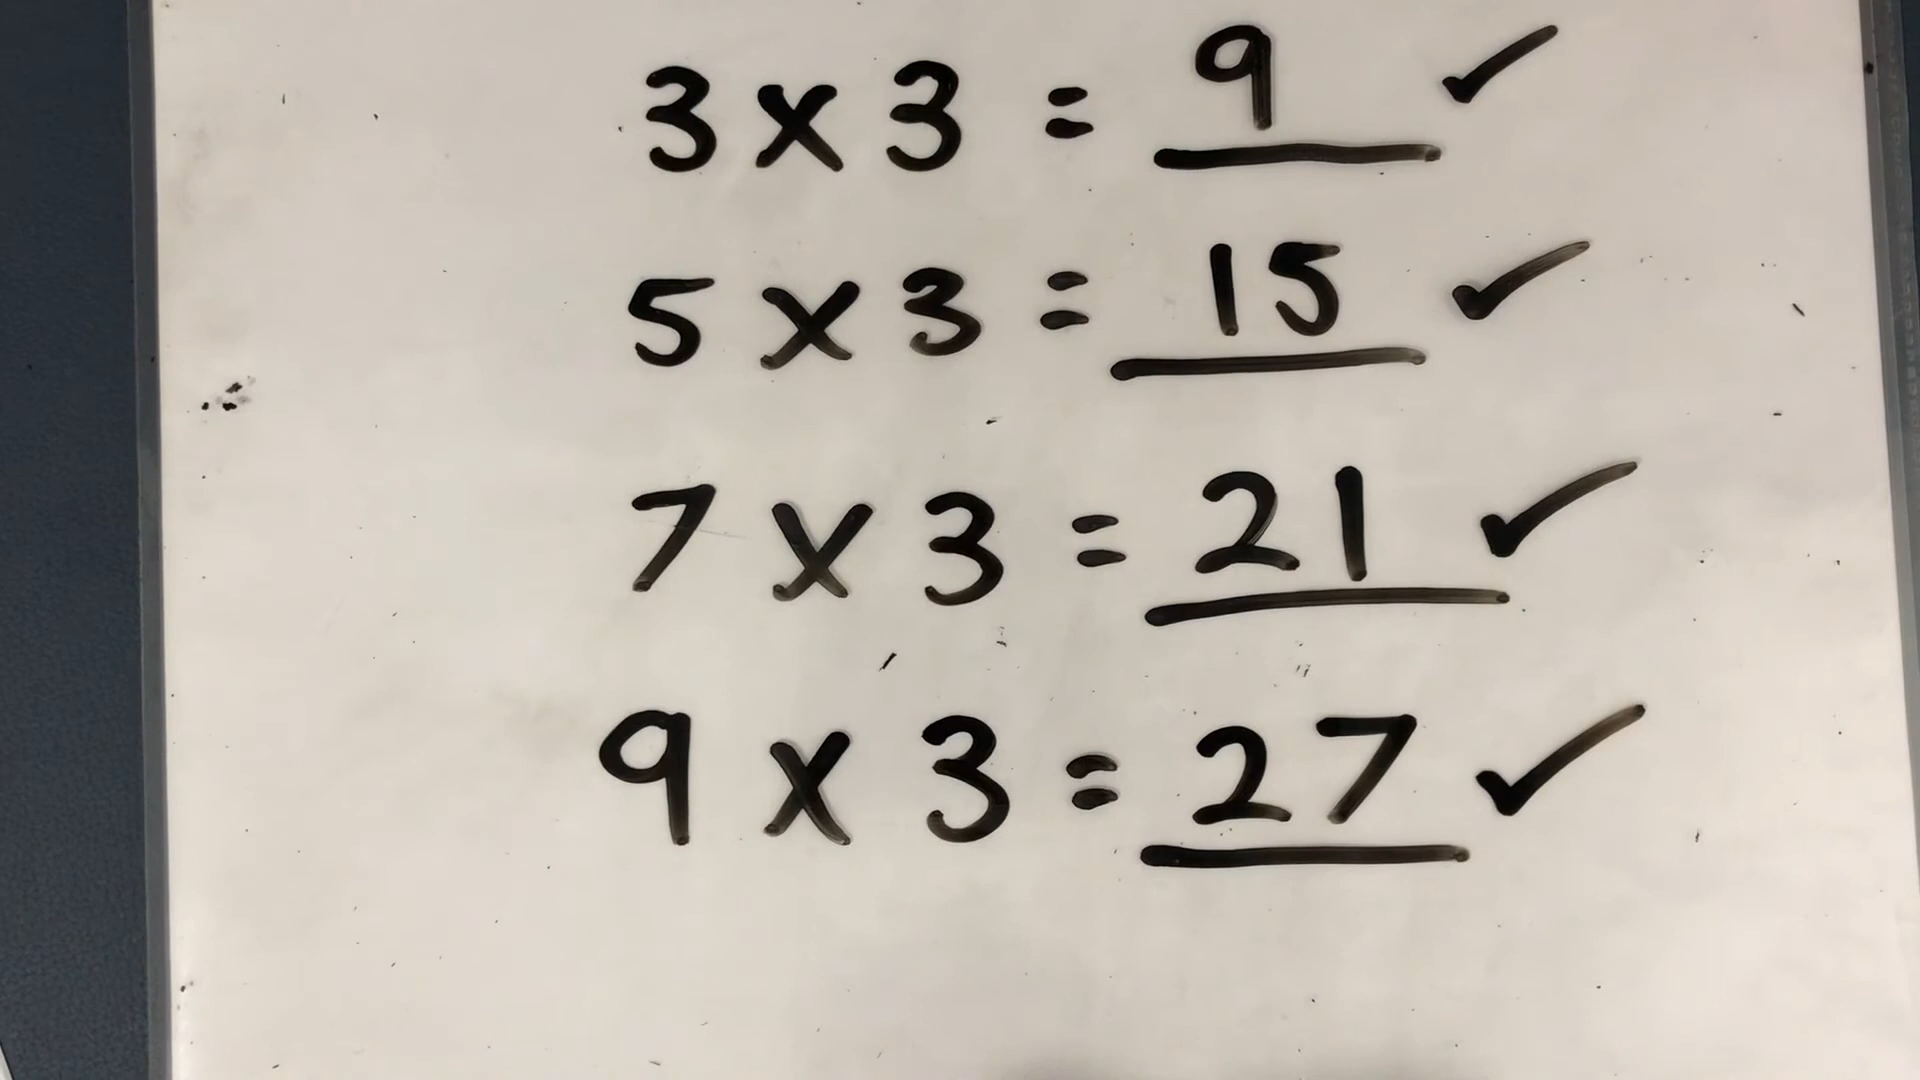 3 x 3 = 9 ✓
5 x 3 = 15 ✓
7 x 3 = 21 ✓
9 x 3 = 27 ✓